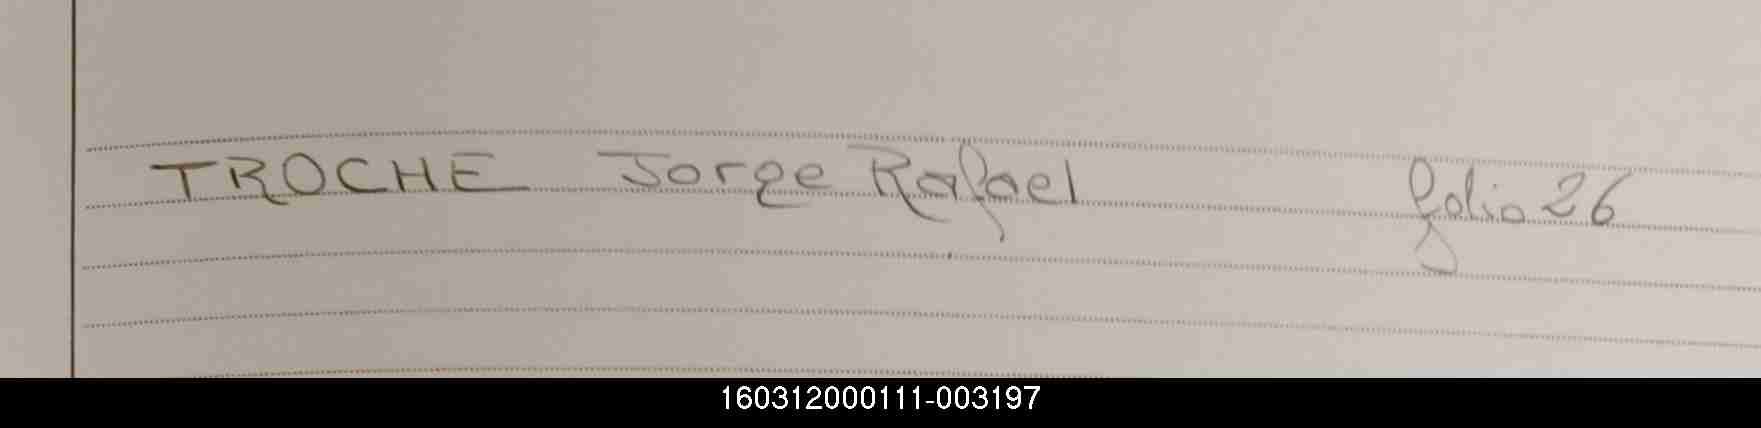 TROCHE Jorge Rafael folio 26
160312000111-003197